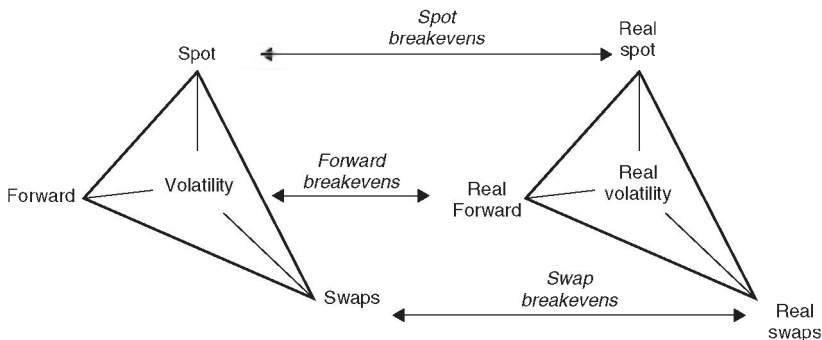 Spot
breakevens
Real
spot
Spot
Forward
breakevens
Forward
Volatility
Real
Forward
Real
volatility
Swap
breakevens
Swaps
Real
swaps